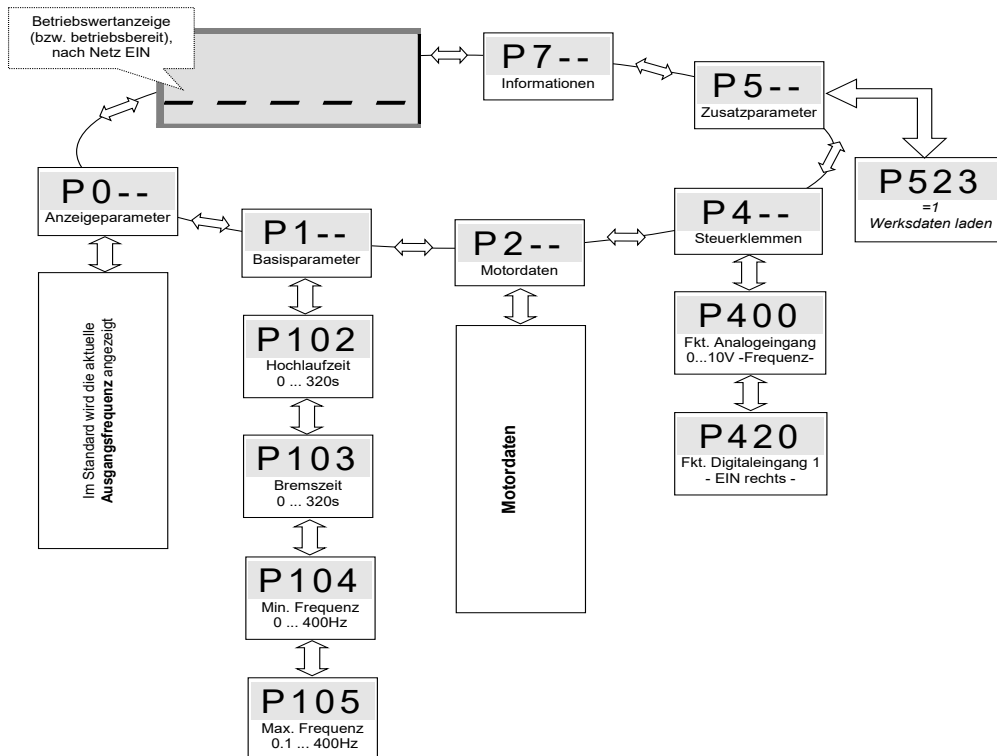 Betriebswertanzeige
(bzw. betriebsbereit),
nach Netz EIN
P7--
Informationen
P5--
Zusatzparameter
P523
=1
Werksdaten laden
P0--
Anzeigeparameter
Im Standard wird die aktuelle
Ausgangsfrequenz angezeigt
P1--
Basisparameter
P102
Hochlaufzeit
0 ... 320s
P103
Bremszeit
0 ... 320s
P104
Min. Frequenz
0 ... 400Hz
P105
Max. Frequenz
0.1 ... 400Hz
P2--
Motordaten
Motordaten
P4--
Steuerklemmen
P400
Fkt. Analogeingang
0...10V -Frequenz-
P420
Fkt. Digitaleingang 1
- EIN rechts -